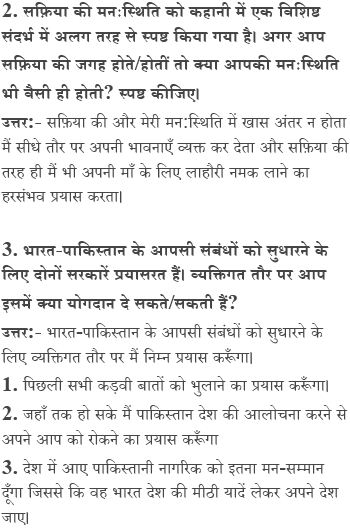 2. सफ़िया की मनःस्थिति को कहानी में एक विशिष्ट
संदर्भ में अलग तरह से स्पष्ट किया गया है। अगर आप
सफ़िया की जगह होते/होतीं तो क्या आपकी मनःस्थिति
भी वैसी ही होती? स्पष्ट कीजिए।
उत्तर:- सफ़िया की और मेरी मन:स्थिति में खास अंतर न होता
मैं सीधे तौर पर अपनी भावनाएँ व्यक्त कर देता और सफ़िया की
तरह ही मैं भी अपनी माँ के लिए लाहौरी नमक लाने का
हरसंभव प्रयास करता।
3. भारत-पाकिस्तान के आपसी संबंधों को सुधारने के
लिए दोनों सरकारें प्रयासरत हैं। व्यक्तिगत तौर पर आप
इसमें क्या योगदान दे सकते/सकती हैं?
उत्तर:- भारत-पाकिस्तान के आपसी संबंधों को सुधारने के
लिए व्यक्तिगत तौर पर मैं निम्न प्रयास करूँगा।
1. पिछली सभी कड़वी बातों को भुलाने का प्रयास करूँगा।
2. जहाँ तक हो सके मैं पाकिस्तान देश की आलोचना करने से
अपने आप को रोकने का प्रयास करूँगा
3. देश में आए पाकिस्तानी नागरिक को इतना मन-सम्मान
दूँगा जिससे कि वह भारत देश की मीठी यादें लेकर अपने देश
जाए।